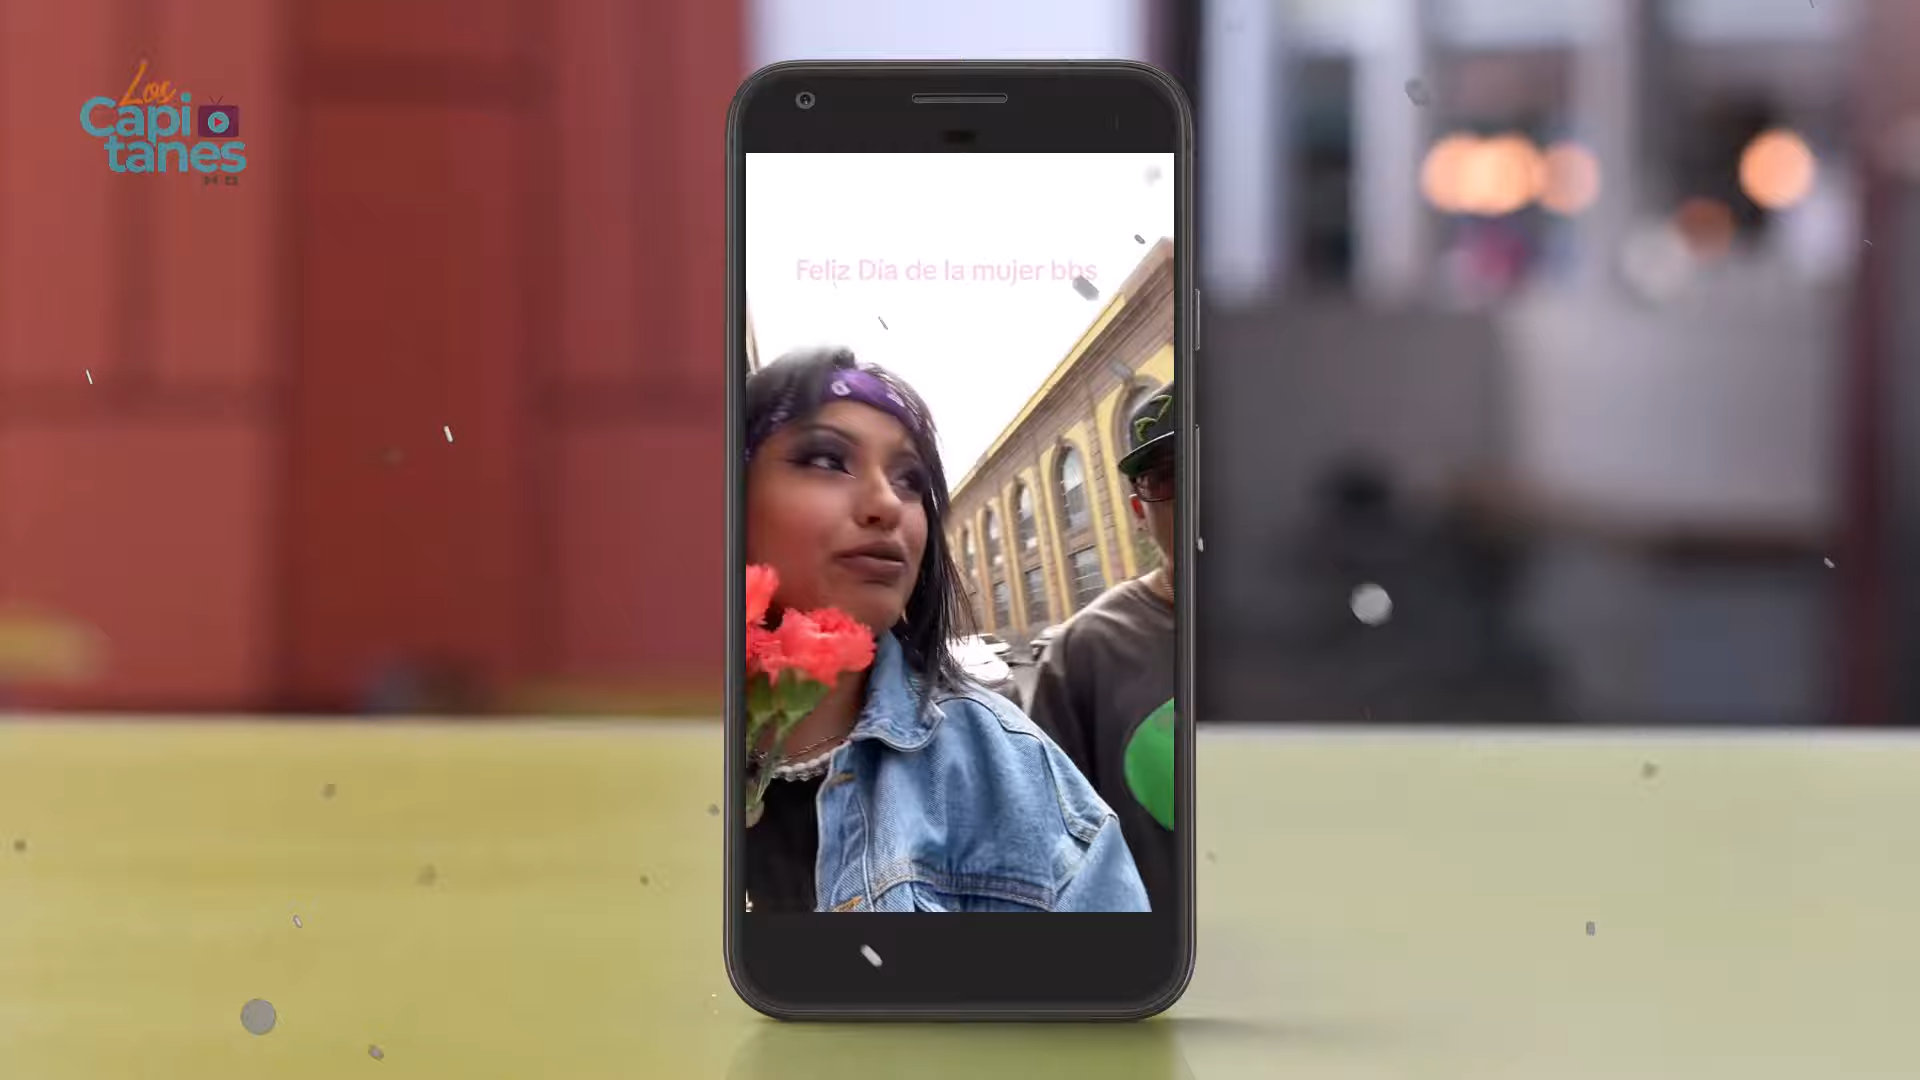 Los
Capi
tanes
Feliz Día de la mujer bbs